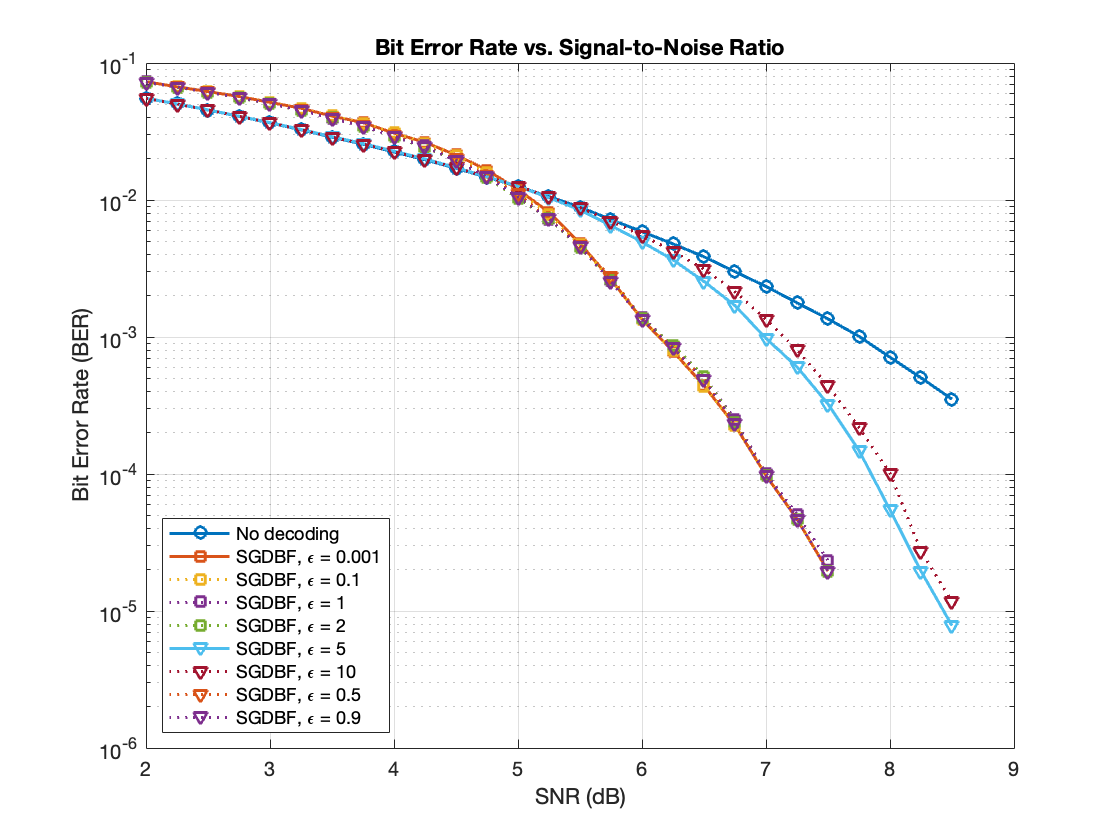 Bit Error Rate vs. Signal-to-Noise Ratio
10^-1
10^-2
10^-3
10^-4
10^-5
10^-6
Bit Error Rate (BER)
No decoding
SGDBF, ϵ = 0.001
SGDBF, ϵ = 0.1
SGDBF, ϵ = 1
SGDBF, ϵ = 2
SGDBF, ϵ = 5
SGDBF, ϵ = 10
SGDBF, ϵ = 0.5
SGDBF, ϵ = 0.9
2 3 4 5 6 7 8 9
SNR (dB)